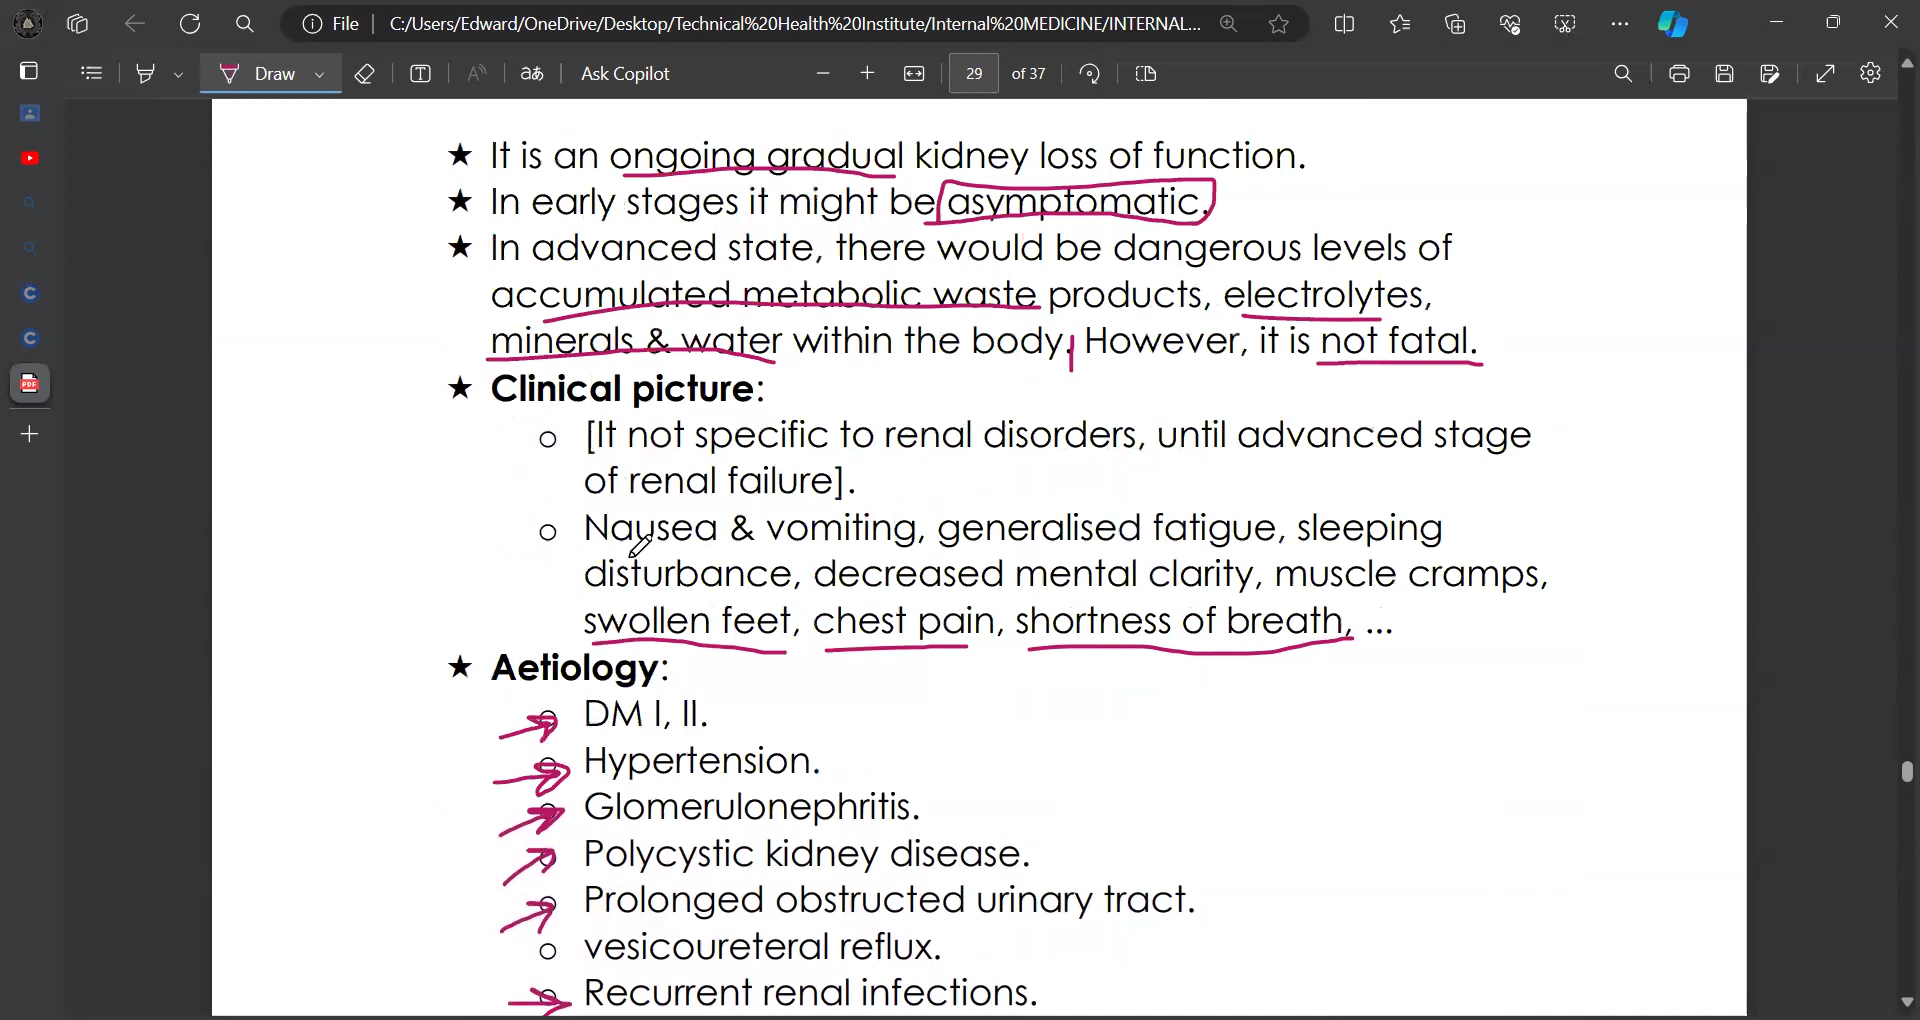 File
C:/Users/Edward/OneDrive/Desktop/Technical%20Health%20Institute/Internal%20MEDICINE/INTERNAL...
Draw
T
A
aあ
Ask Copilot
29
of 37
★ It is an ongoing gradual kidney loss of function.
★ In early stages it might be asymptomatic.
★ In advanced state, there would be dangerous levels of
accumulated metabolic waste products, electrolytes,
minerals & water within the body. However, it is not fatal.
★ Clinical picture:
o [It not specific to renal disorders, until advanced stage
of renal failure].
o Nausea & vomiting, generalised fatigue, sleeping
disturbance, decreased mental clarity, muscle cramps,
swollen feet, chest pain, shortness of breath, ...
★ Aetiology:
o DM I, II.
o Hypertension.
o Glomerulonephritis.
o Polycystic kidney disease.
o Prolonged obstructed urinary tract.
o vesicoureteral reflux.
o Recurrent renal infections.
C
C
PDF